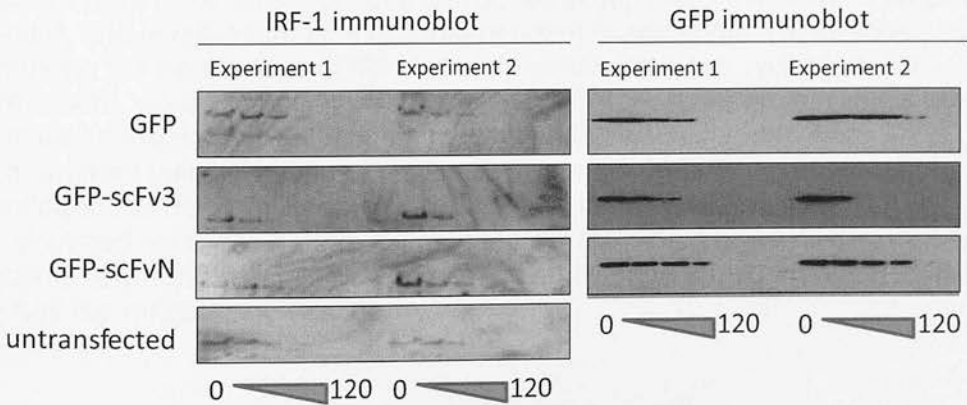 IRF-1 immunoblot GFP immunoblot
Experiment 1 Experiment 2 Experiment 1 Experiment 2
GFP
GFP-scFv3
GFP-scFvN
untransfected
0 120 0 120
0 120 0 120